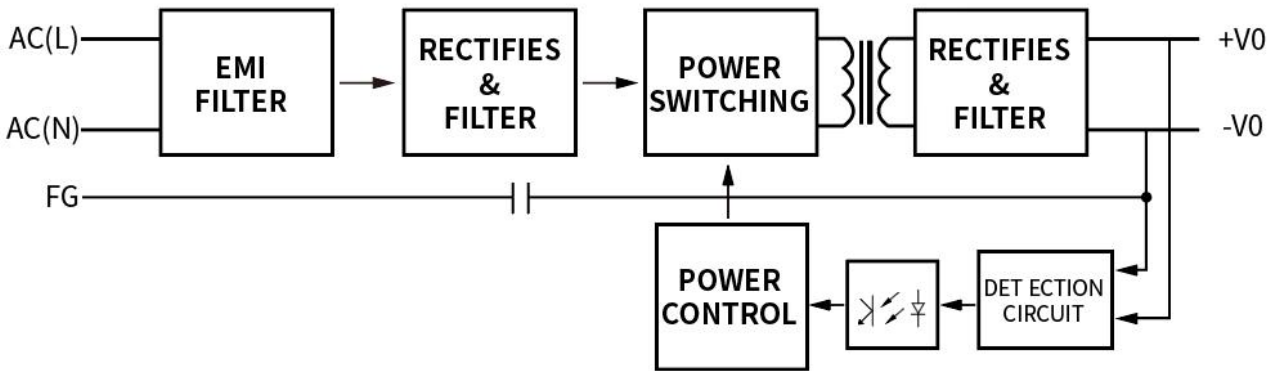 AC(L)
AC(N)
FG
EMI
FILTER
RECTIFIES
&
FILTER
POWER
SWITCHING
RECTIFIES
&
FILTER
+V0
-V0
POWER
CONTROL
DET ECTION
CIRCUIT